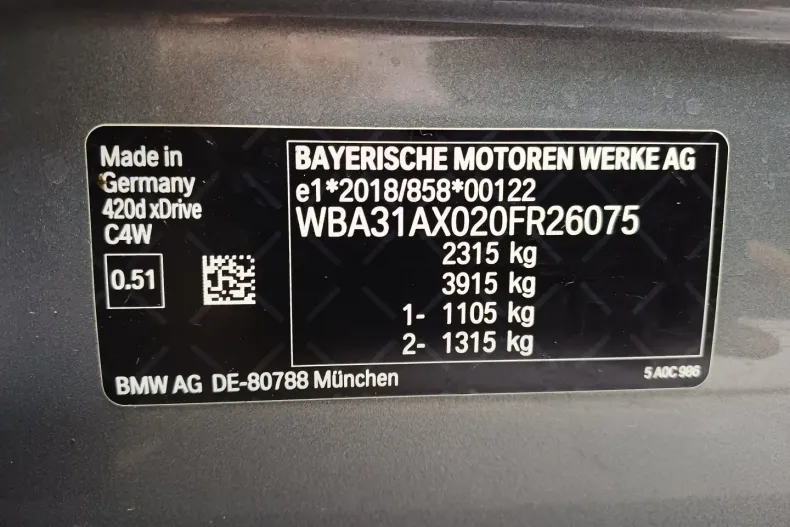 Made in
Germany
420d xDrive
C4W
0.51
BAYERISCHE MOTOREN WERKE AG
e1*2018/858*00122
WBA31AX020FR26075
2315 kg
3915 kg
1- 1105 kg
2- 1315 kg
BMW AG DE-80788 München
5 A0C 986